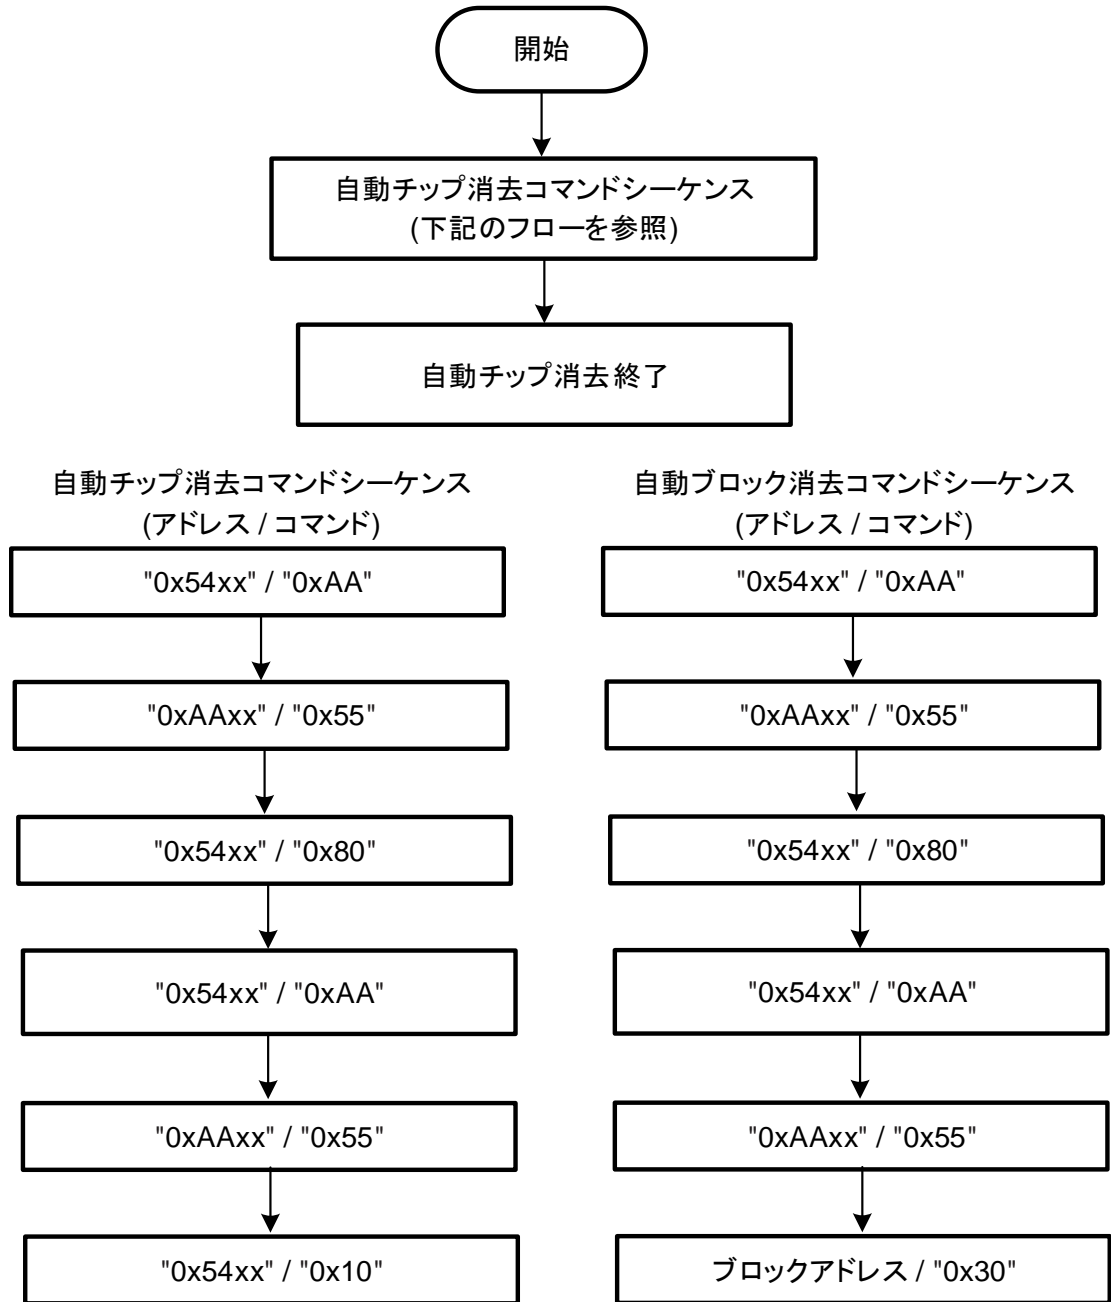 開始
自動チップ消去コマンドシーケンス
(下記のフローを参照)
自動チップ消去終了
自動チップ消去コマンドシーケンス
(アドレス / コマンド)
"0x54xx" / "0xAA"
"0xAAxx" / "0x55"
"0x54xx" / "0x80"
"0x54xx" / "0xAA"
"0xAAxx" / "0x55"
"0x54xx" / "0x10"
自動ブロック消去コマンドシーケンス
(アドレス / コマンド)
"0x54xx" / "0xAA"
"0xAAxx" / "0x55"
"0x54xx" / "0x80"
"0x54xx" / "0xAA"
"0xAAxx" / "0x55"
ブロックアドレス / "0x30"